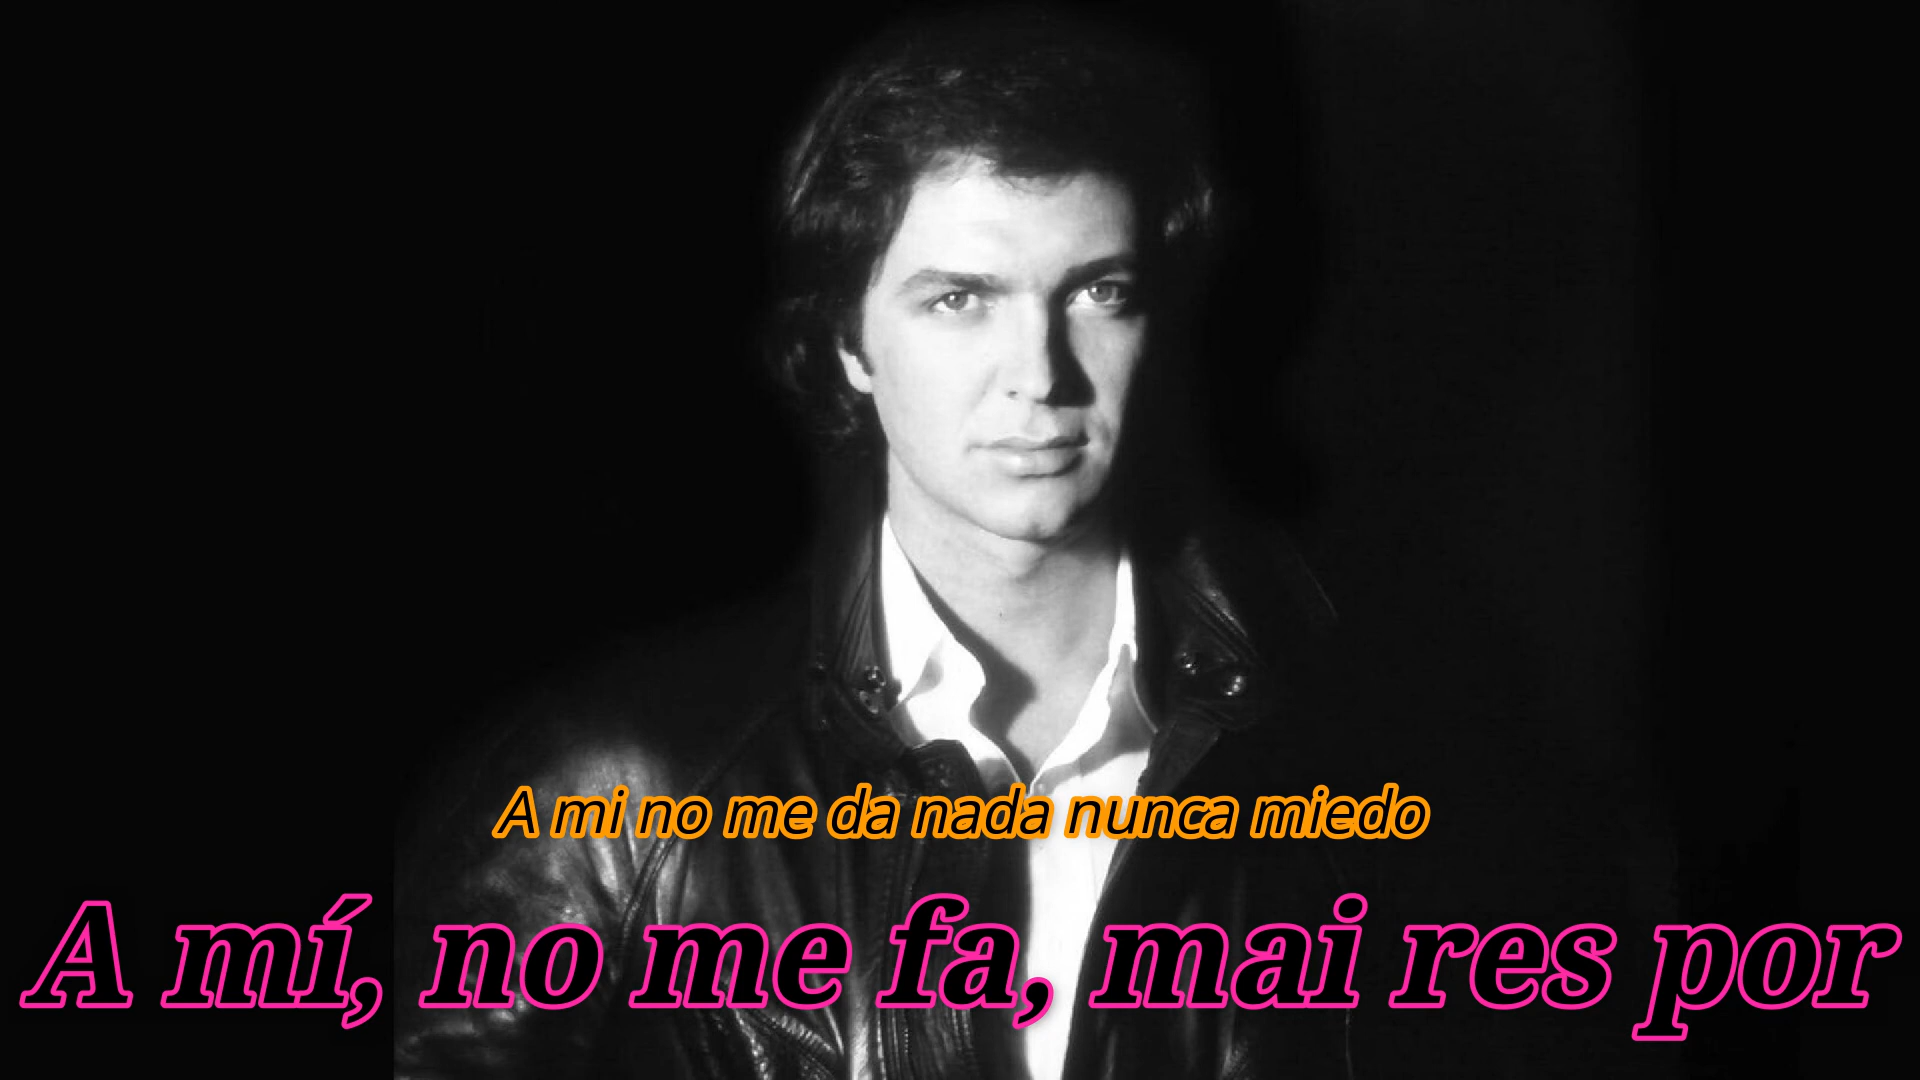 A mi no me da nada nunca miedo
A mí, no me fa, mai res por